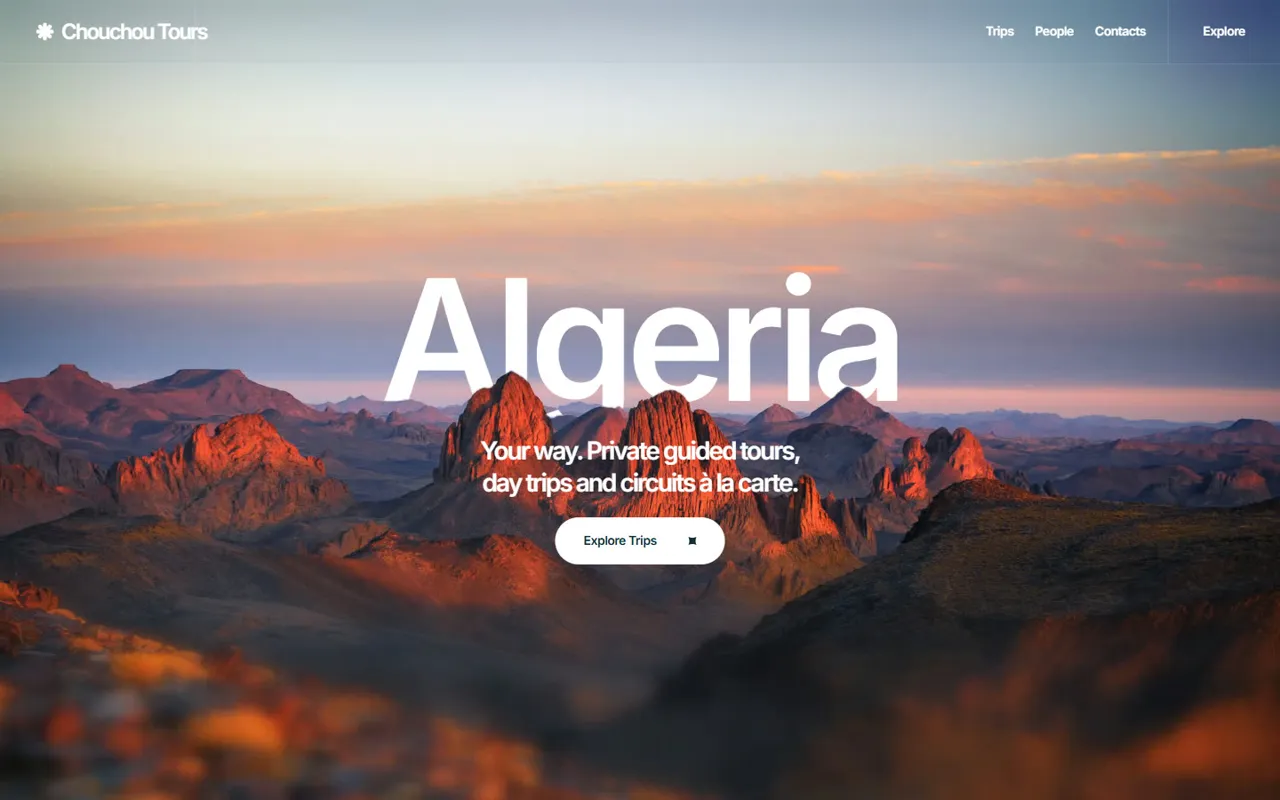 Chouchou Tours
Trips
People
Contacts
Explore
Algeria
Your way. Private guided tours,
day trips and circuits à la carte.
Explore Trips